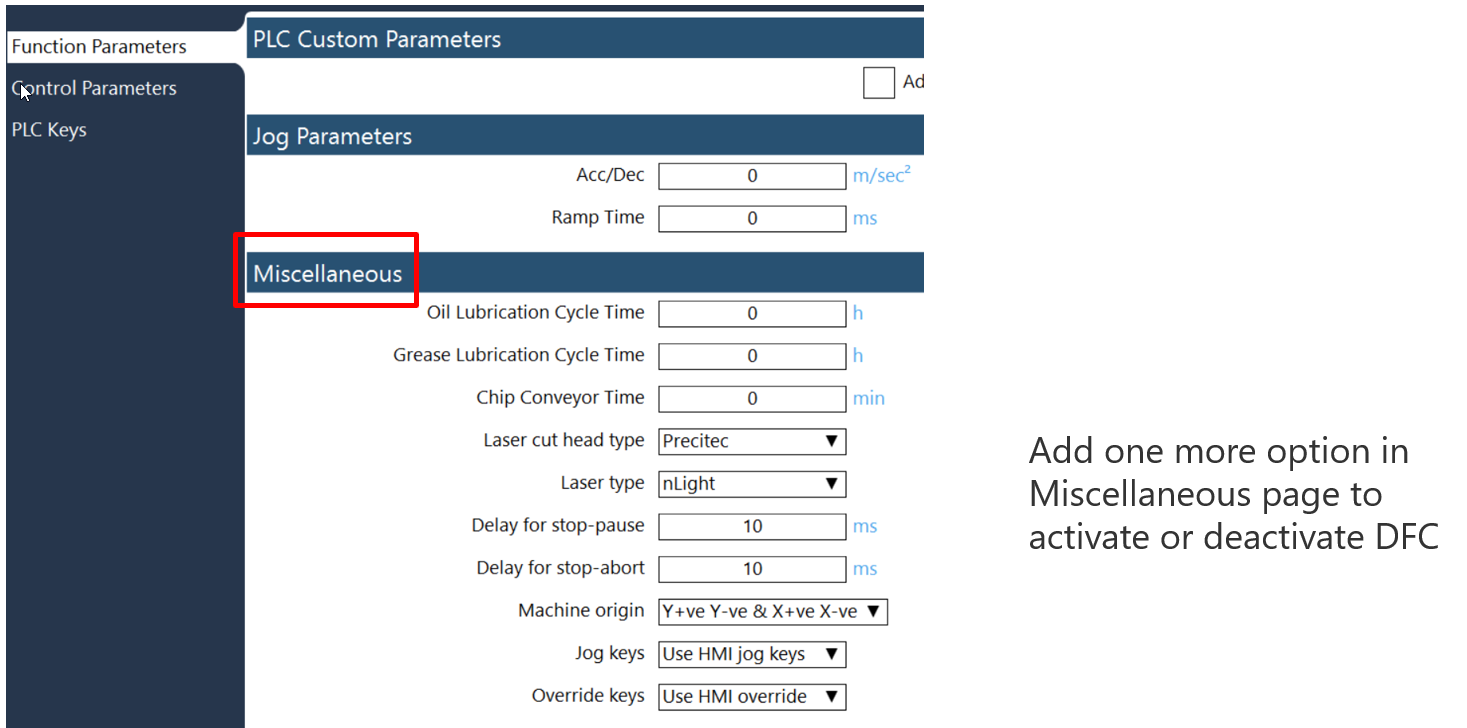 Function Parameters
Control Parameters
PLC Keys
PLC Custom Parameters
Ad
Jog Parameters
Acc/Dec 0 m/sec²
Ramp Time 0 ms
Miscellaneous
Oil Lubrication Cycle Time 0 h
Grease Lubrication Cycle Time 0 h
Chip Conveyor Time 0 min
Laser cut head type Precitec ▼
Laser type nLight ▼
Delay for stop-pause 10 ms
Delay for stop-abort 10 ms
Machine origin Y+ve Y-ve & X+ve X-ve ▼
Jog keys Use HMI jog keys ▼
Override keys Use HMI override ▼
Add one more option in
Miscellaneous page to
activate or deactivate DFC